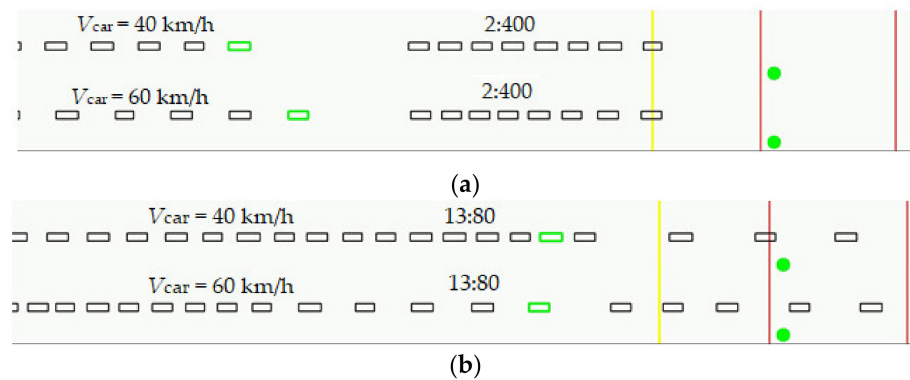 Vcar = 40 km/h 2:400
Vcar = 60 km/h 2:400
(a)
Vcar = 40 km/h 13:80
Vcar = 60 km/h 13:80
(b)